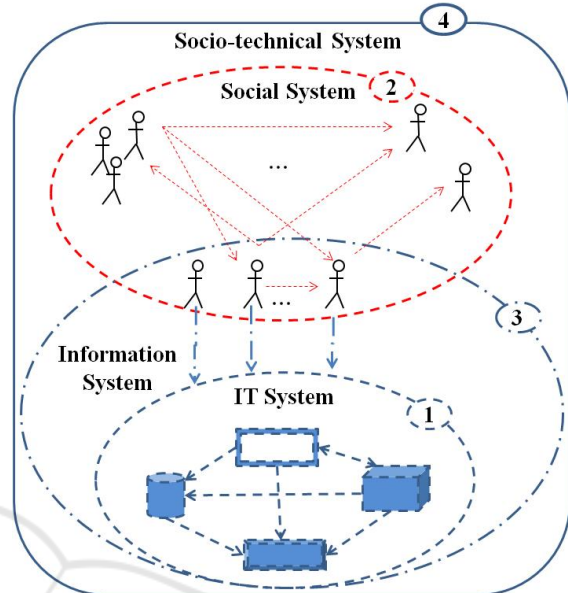 4
Socio-technical System
Social System
2
...
...
3
Information
System
IT System
1